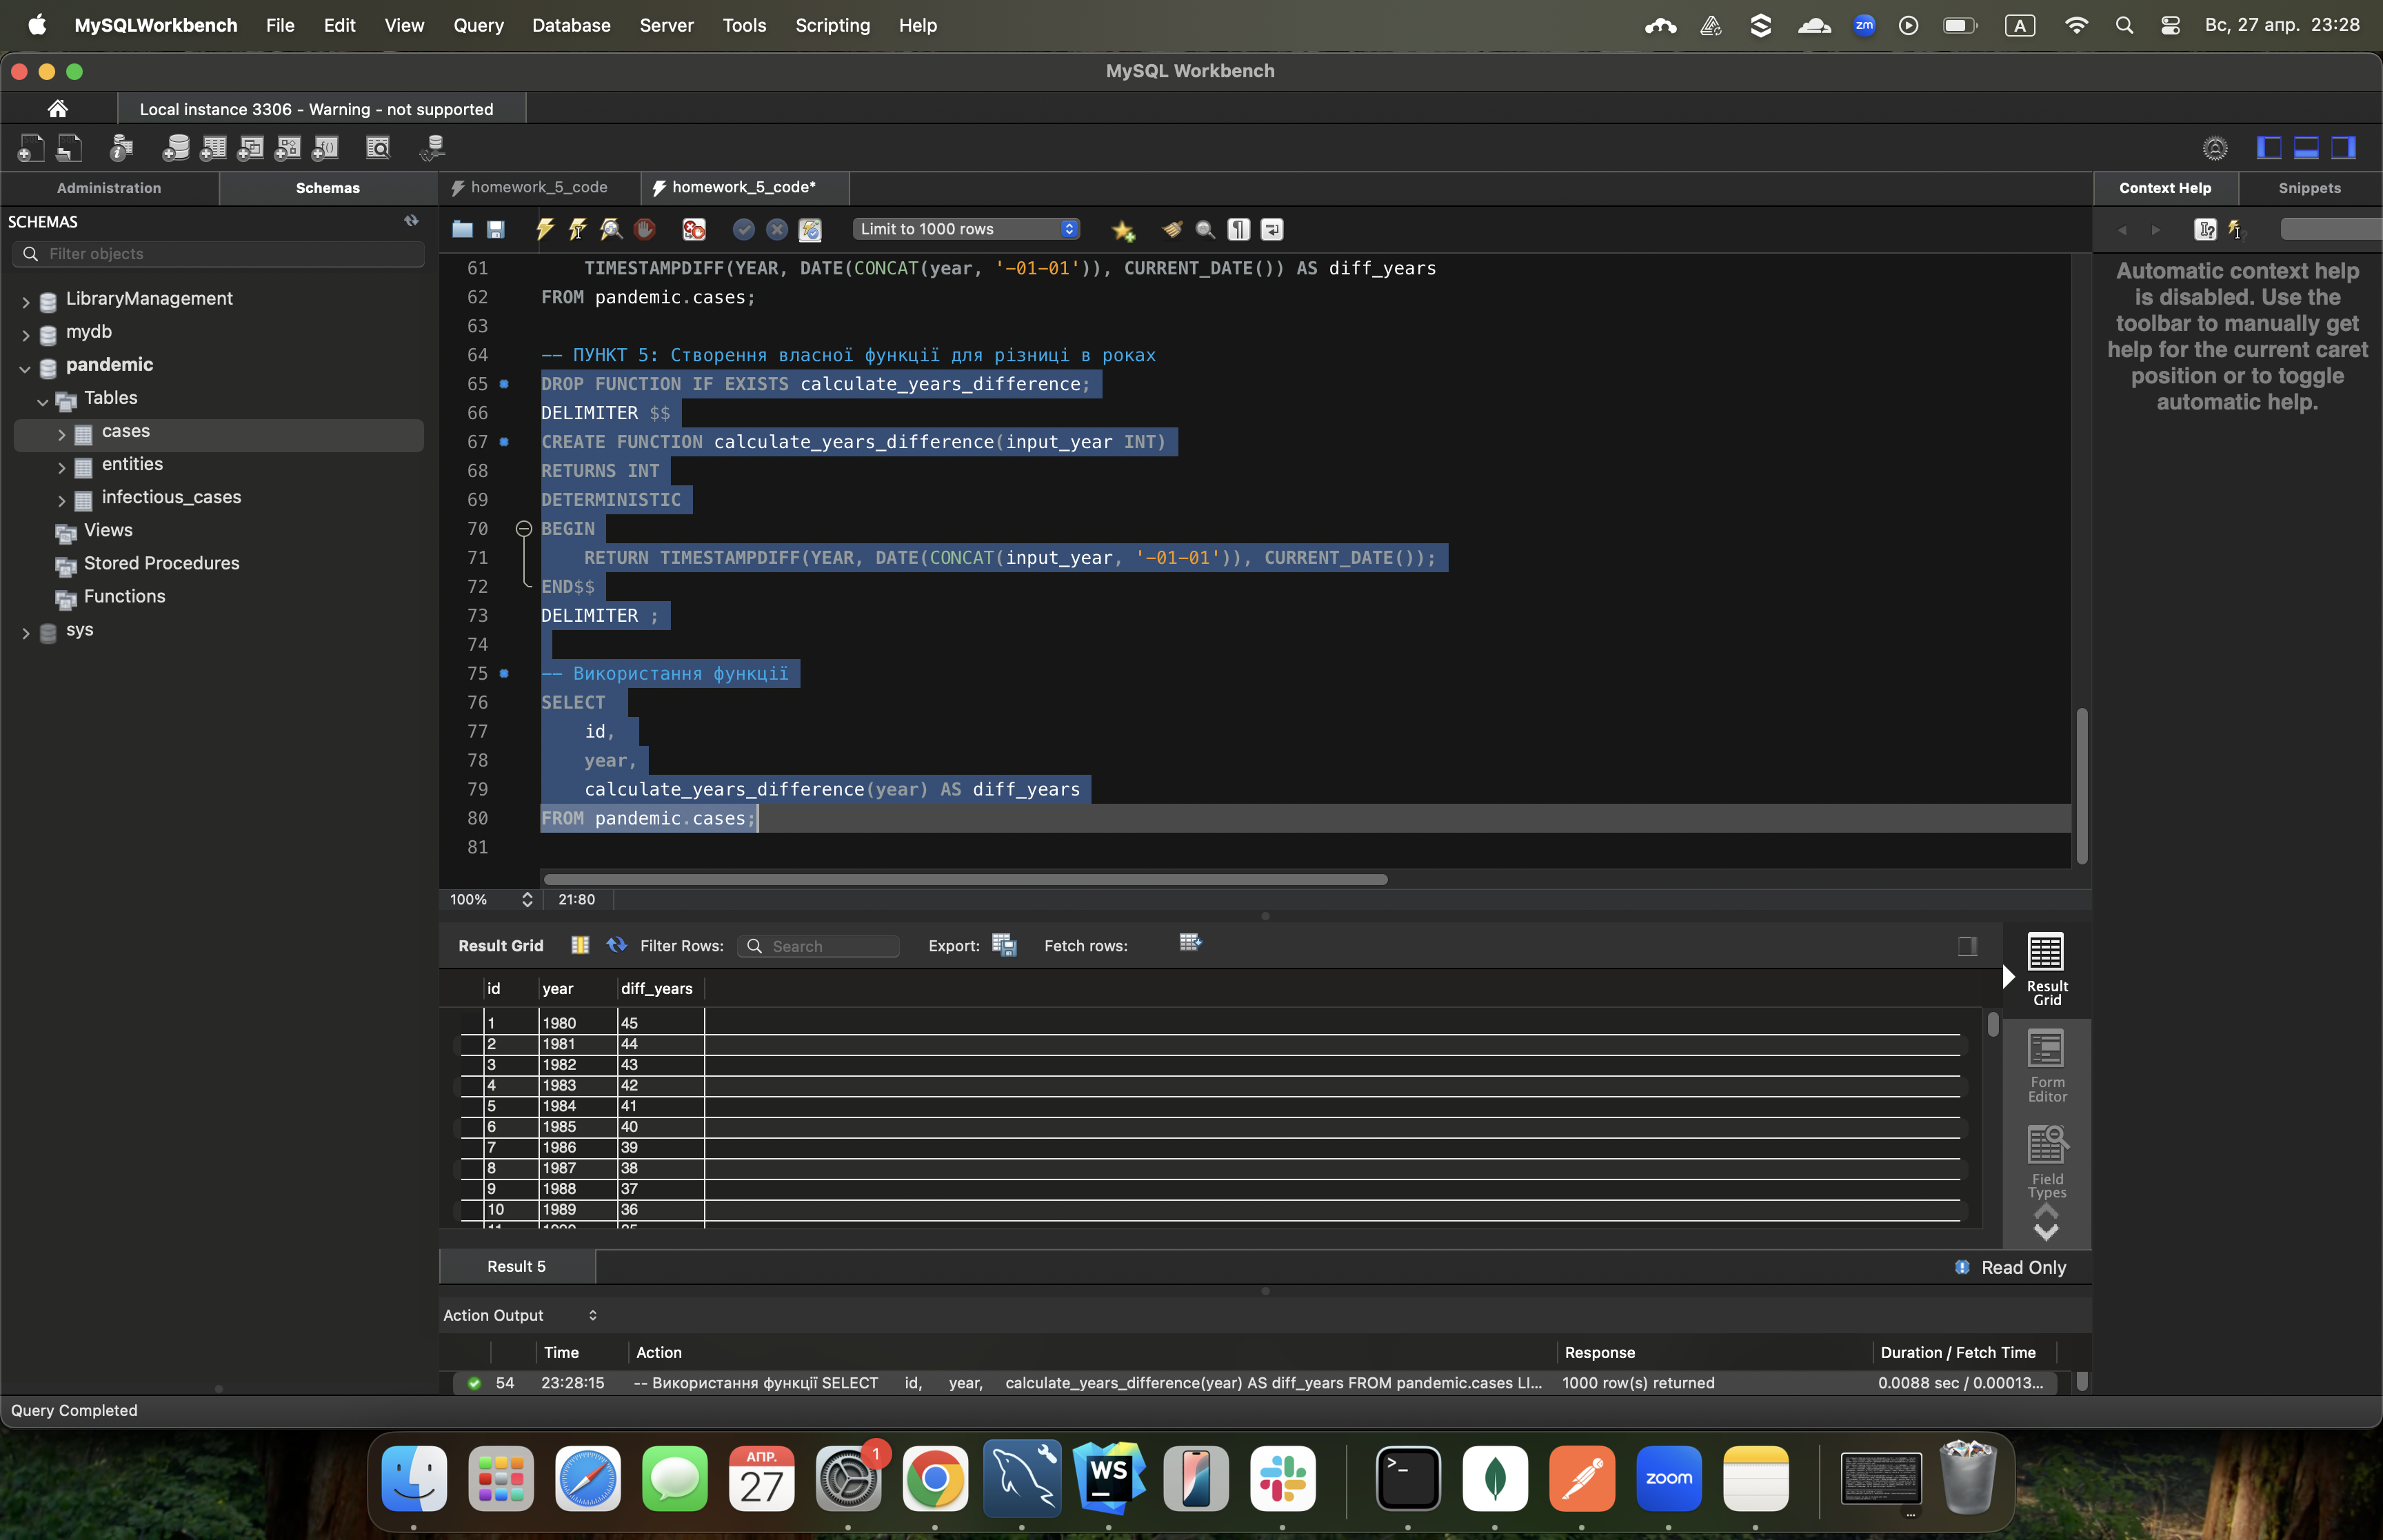 MySQLWorkbench File Edit View Query Database Server Tools Scripting Help
zm A Вс, 27 апр. 23:28
MySQL Workbench
Local instance 3306 - Warning - not supported
Administration Schemas
homework_5_code homework_5_code*
Context Help Snippets
SCHEMAS
Limit to 1000 rows
Filter objects
LibraryManagement
mydb
pandemic
Tables
cases
entities
infectious_cases
Views
Stored Procedures
Functions
sys
61 TIMESTAMPDIFF(YEAR, DATE(CONCAT(year, '-01-01')), CURRENT_DATE()) AS diff_years
62 FROM pandemic.cases;
63
64 -- ПУНКТ 5: Створення власної функції для різниці в роках
65 DROP FUNCTION IF EXISTS calculate_years_difference;
66 DELIMITER $$
67 CREATE FUNCTION calculate_years_difference(input_year INT)
68 RETURNS INT
69 DETERMINISTIC
70 BEGIN
71 RETURN TIMESTAMPDIFF(YEAR, DATE(CONCAT(input_year, '-01-01')), CURRENT_DATE());
72 END$$
73 DELIMITER ;
74
75 -- Використання функції
76 SELECT
77 id,
78 year,
79 calculate_years_difference(year) AS diff_years
80 FROM pandemic.cases;
81
Automatic context help
is disabled. Use the
toolbar to manually get
help for the current caret
position or to toggle
automatic help.
100% 21:80
Result Grid Filter Rows: Search Export: Fetch rows:
id year diff_years
1 1980 45
2 1981 44
3 1982 43
4 1983 42
5 1984 41
6 1985 40
7 1986 39
8 1987 38
9 1988 37
10 1989 36
11 1990 35
Result
Grid
Form
Editor
Field
Types
Result 5 Read Only
Action Output
Time Action Response Duration / Fetch Time
54 23:28:15 -- Використання функції SELECT id, year, calculate_years_difference(year) AS diff_years FROM pandemic.cases LI... 1000 row(s) returned 0.0088 sec / 0.00013...
Query Completed
АПР.
27
1
WS
zoom